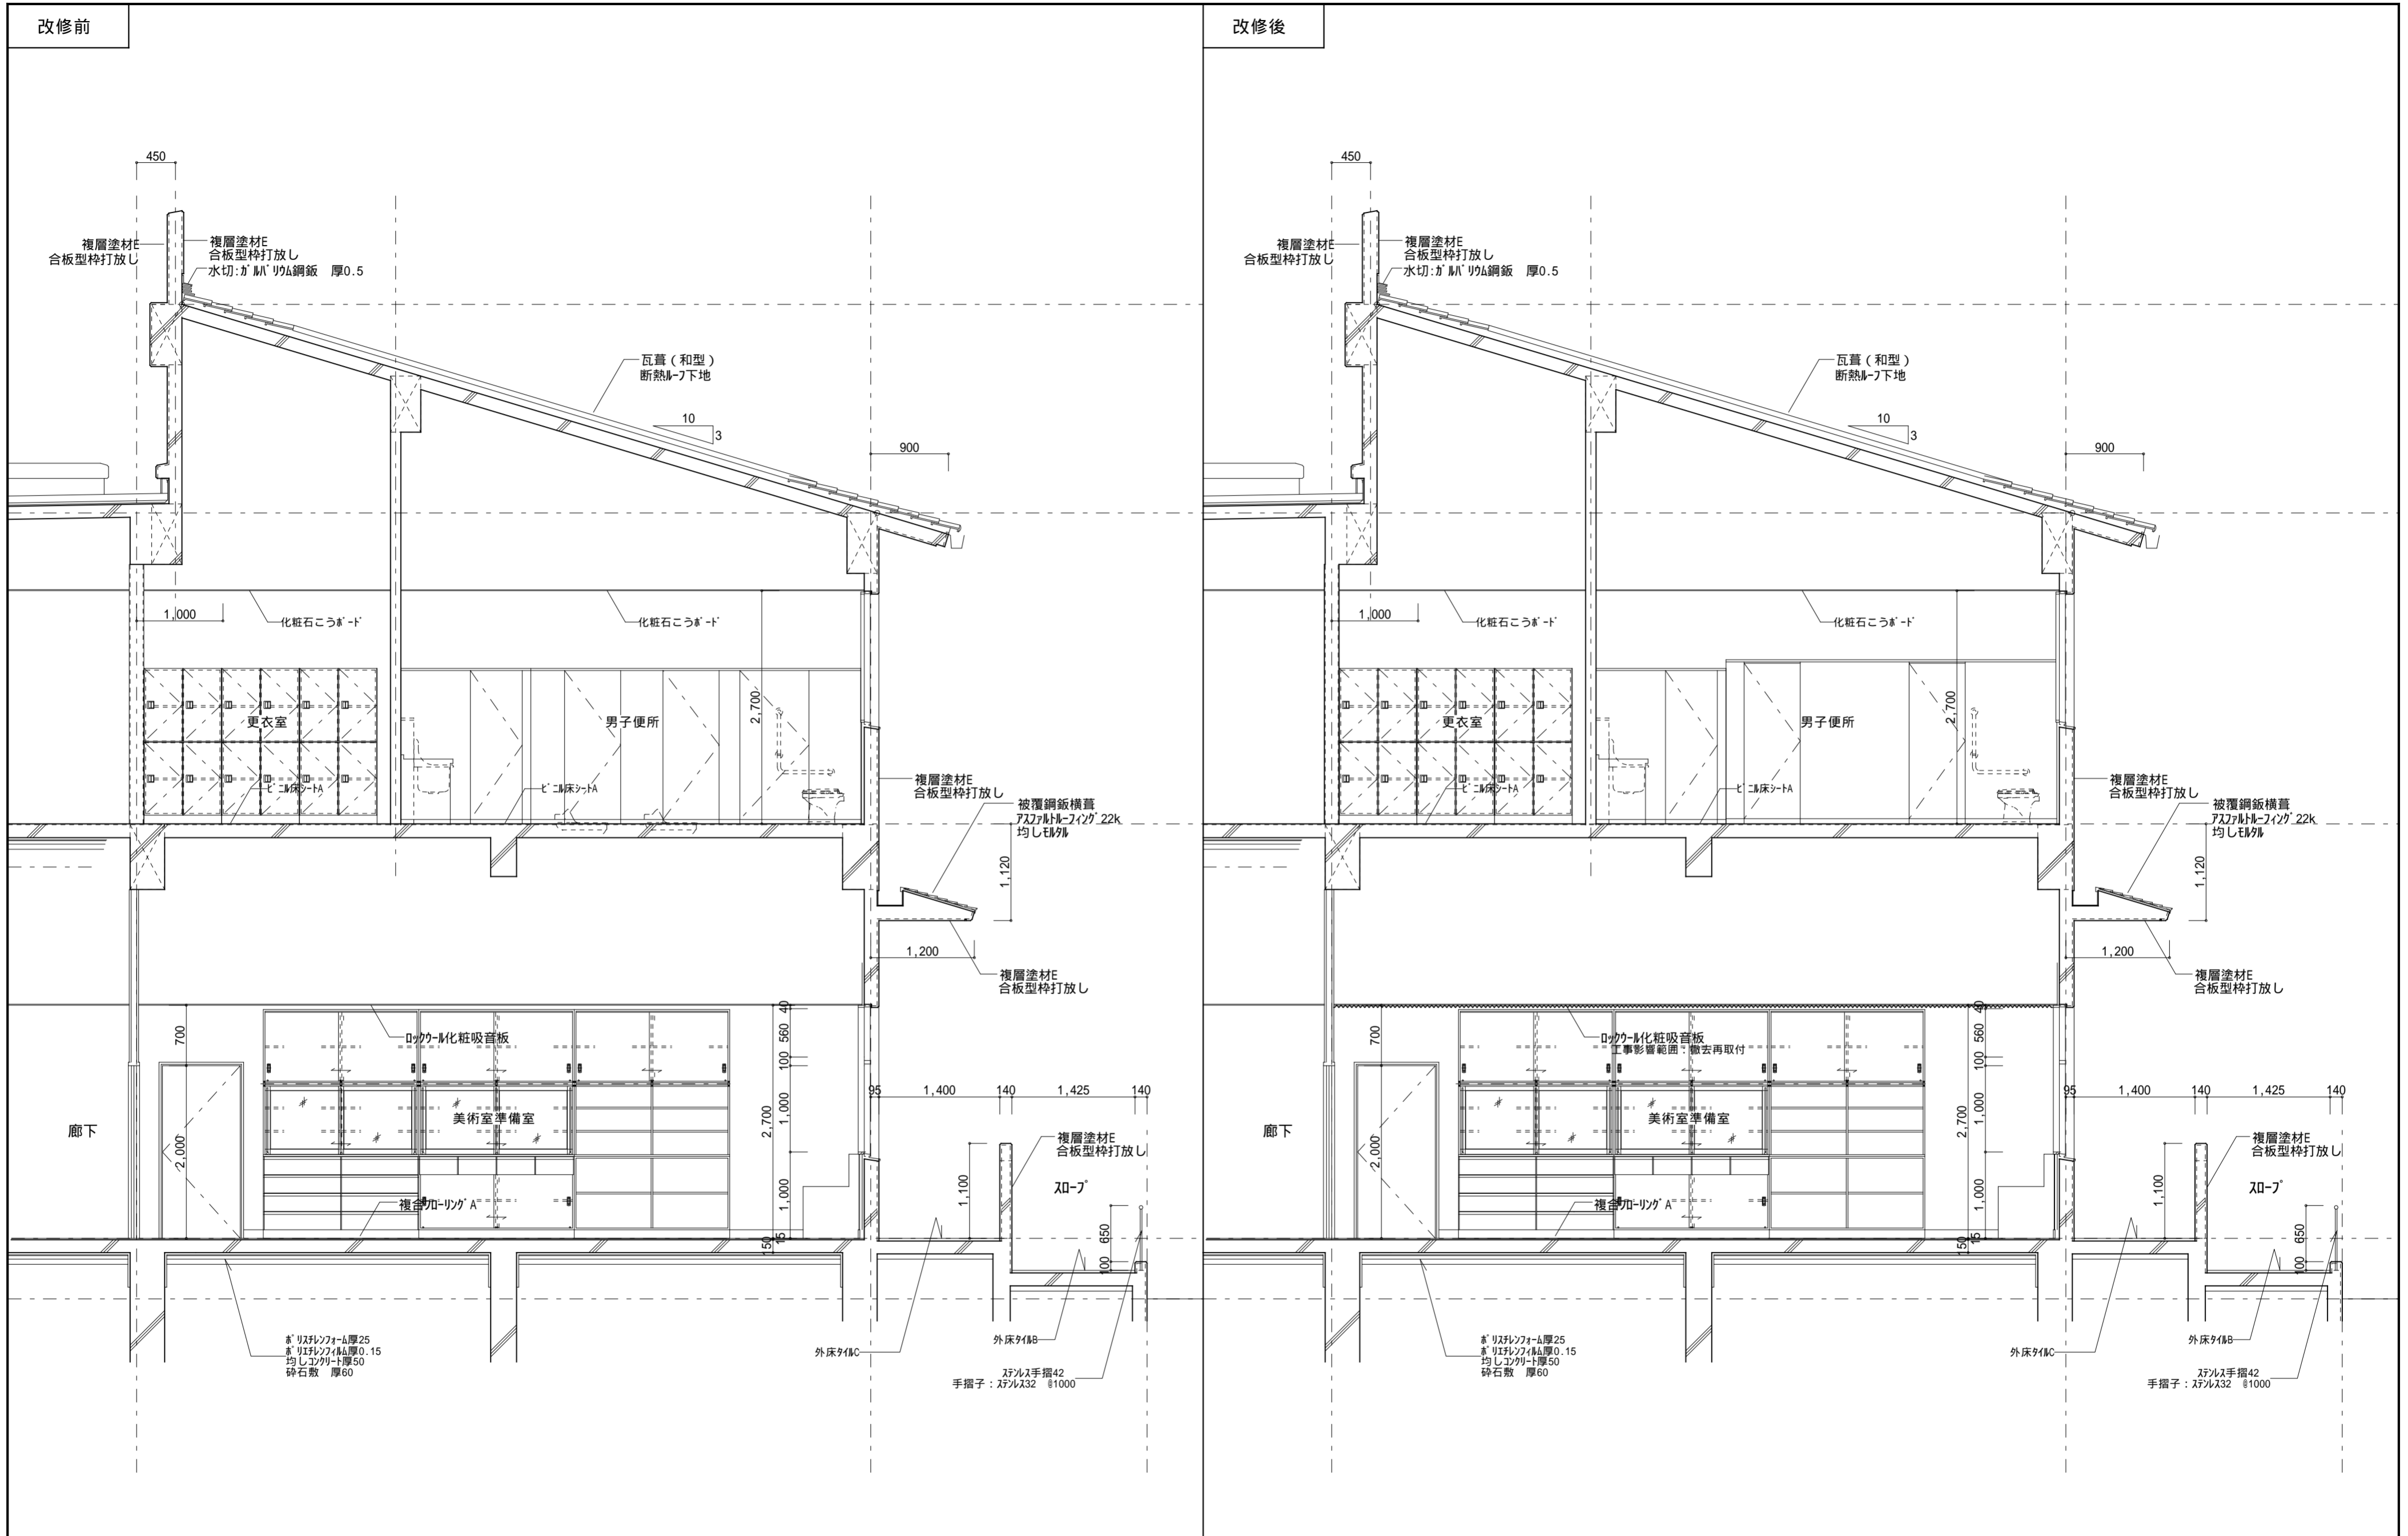 改修前
450
複層塗材E
合板型枠打放し
複層塗材E
合板型枠打放し
水切:ガルバリウム鋼鈑 厚0.5
瓦葺(和型)
断熱ルーフ下地
10
3
900
1,000
化粧石こうボード
化粧石こうボード
2,700
更衣室
男子便所
ビニル床シートA
ビニル床シートA
複層塗材E
合板型枠打放し
被覆鋼鈑横葺
アスファルトルーフィング22k
均しモルタル
1,120
1,200
複層塗材E
合板型枠打放し
700
2,000
廊下
ロックウール化粧吸音板
美術室準備室
複合フローリングA
2,700
150
40
560
100
1,000
1,000
15
95
1,400
140
1,425
140
複層塗材E
合板型枠打放し
1,100
スロープ
650
100
ポリスチレンフォーム厚25
ポリエチレンフィルム厚0.15
均しコンクリート厚50
砕石敷 厚60
外床タイルC
外床タイルB
ステンレス手摺42
手摺子:ステンレス32 @1000
改修後
450
複層塗材E
合板型枠打放し
複層塗材E
合板型枠打放し
水切:ガルバリウム鋼鈑 厚0.5
瓦葺(和型)
断熱ルーフ下地
10
3
900
1,000
化粧石こうボード
化粧石こうボード
2,700
更衣室
男子便所
ビニル床シートA
ビニル床シートA
複層塗材E
合板型枠打放し
被覆鋼鈑横葺
アスファルトルーフィング22k
均しモルタル
1,120
1,200
複層塗材E
合板型枠打放し
700
2,000
廊下
ロックウール化粧吸音板
工事影響範囲:撤去再取付
美術室準備室
複合フローリングA
2,700
150
40
560
100
1,000
1,000
15
95
1,400
140
1,425
140
複層塗材E
合板型枠打放し
1,100
スロープ
650
100
ポリスチレンフォーム厚25
ポリエチレンフィルム厚0.15
均しコンクリート厚50
砕石敷 厚60
外床タイルC
外床タイルB
ステンレス手摺42
手摺子:ステンレス32 @1000